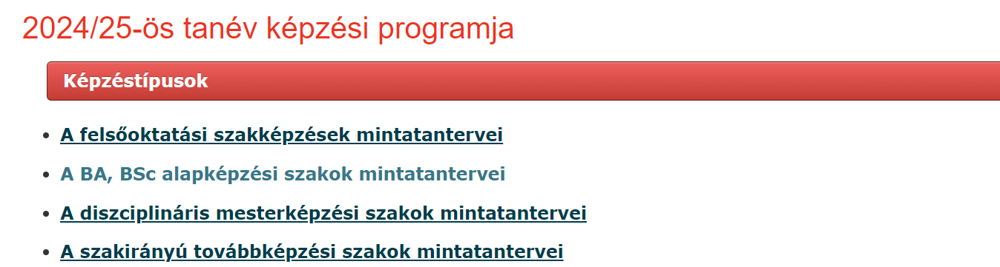 2024/25-ös tanév képzési programja
Képzéstípusok
A felsőoktatási szakképzések mintatantervei
A BA, BSc alapképzési szakok mintatantervei
A diszciplináris mesterképzési szakok mintatantervei
A szakirányú továbbképzési szakok mintatantervei